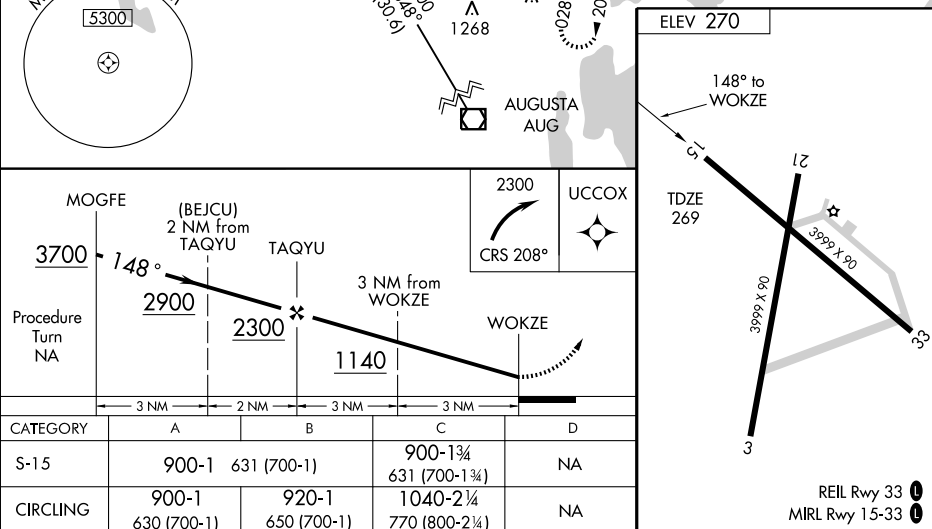 5300
148°
(30.6)
1268
028
20
AUGUSTA
AUG
ELEV 270
148° to
WOKZE
15
21
TDZE
269
3999 X 90
3999 X 90
33
3
REIL Rwy 33 L
MIRL Rwy 15-33 L
MOGFE
(BEJCU)
2 NM from
TAQYU
TAQYU
2300
CRS 208°
UCCOX
3700
148°
2900
2300
3 NM from
WOKZE
1140
WOKZE
Procedure
Turn
NA
3 NM 2 NM 3 NM 3 NM
CATEGORY A B C D
S-15 900-1 631 (700-1) 900-1¾ 631 (700-1¾) NA
CIRCLING 900-1 630 (700-1) 920-1 650 (700-1) 1040-2¼ 770 (800-2¼) NA